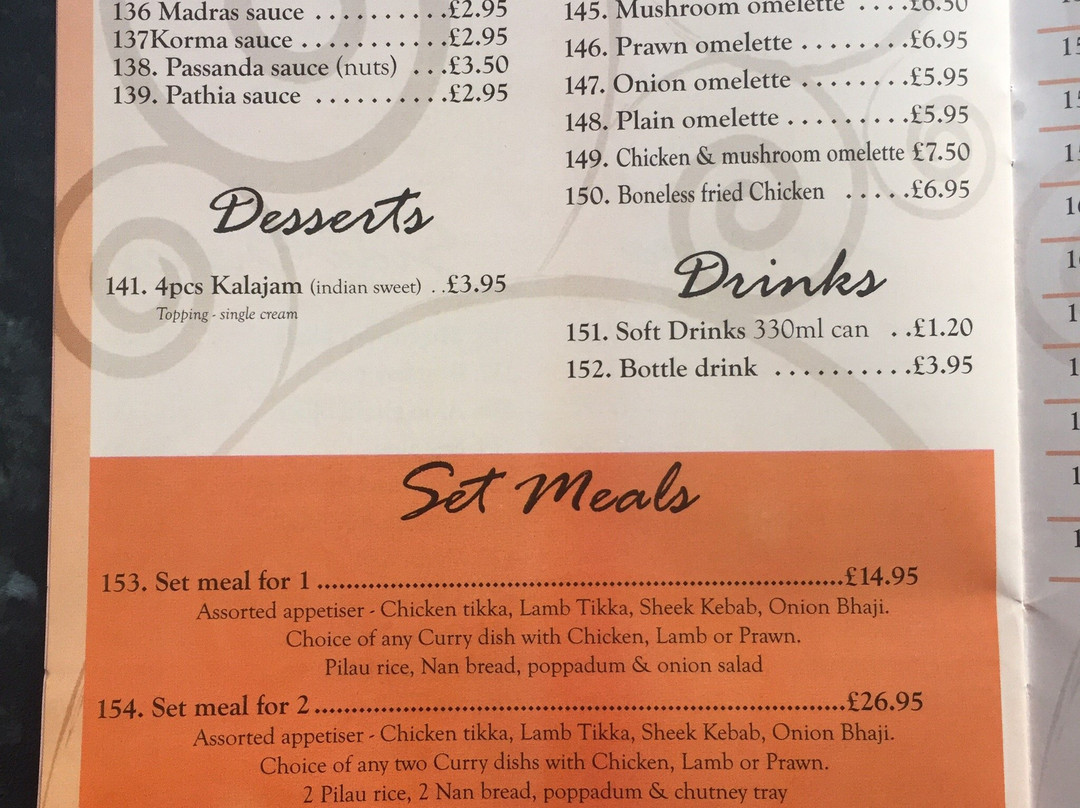 136 Madras sauce ..........£2.95
137Korma sauce ...........£2.95
138. Passanda sauce (nuts) ...£3.50
139. Pathia sauce ..........£2.95
Desserts
141. 4pcs Kalajam (indian sweet) ..£3.95
Topping - single cream
145. Mushroom omelette ....£6.50
146. Prawn omelette ........£6.95
147. Onion omelette ........£5.95
148. Plain omelette .........£5.95
149. Chicken & mushroom omelette £7.50
150. Boneless fried Chicken .....£6.95
Drinks
151. Soft Drinks 330ml can ..£1.20
152. Bottle drink ..........£3.95
Set Meals
153. Set meal for 1 ...............................................................................£14.95
Assorted appetiser - Chicken tikka, Lamb Tikka, Sheek Kebab, Onion Bhaji.
Choice of any Curry dish with Chicken, Lamb or Prawn.
Pilau rice, Nan bread, poppadum & onion salad
154. Set meal for 2 ...............................................................................£26.95
Assorted appetiser - Chicken tikka, Lamb Tikka, Sheek Kebab, Onion Bhaji.
Choice of any two Curry dishs with Chicken, Lamb or Prawn.
2 Pilau rice, 2 Nan bread, poppadum & chutney tray